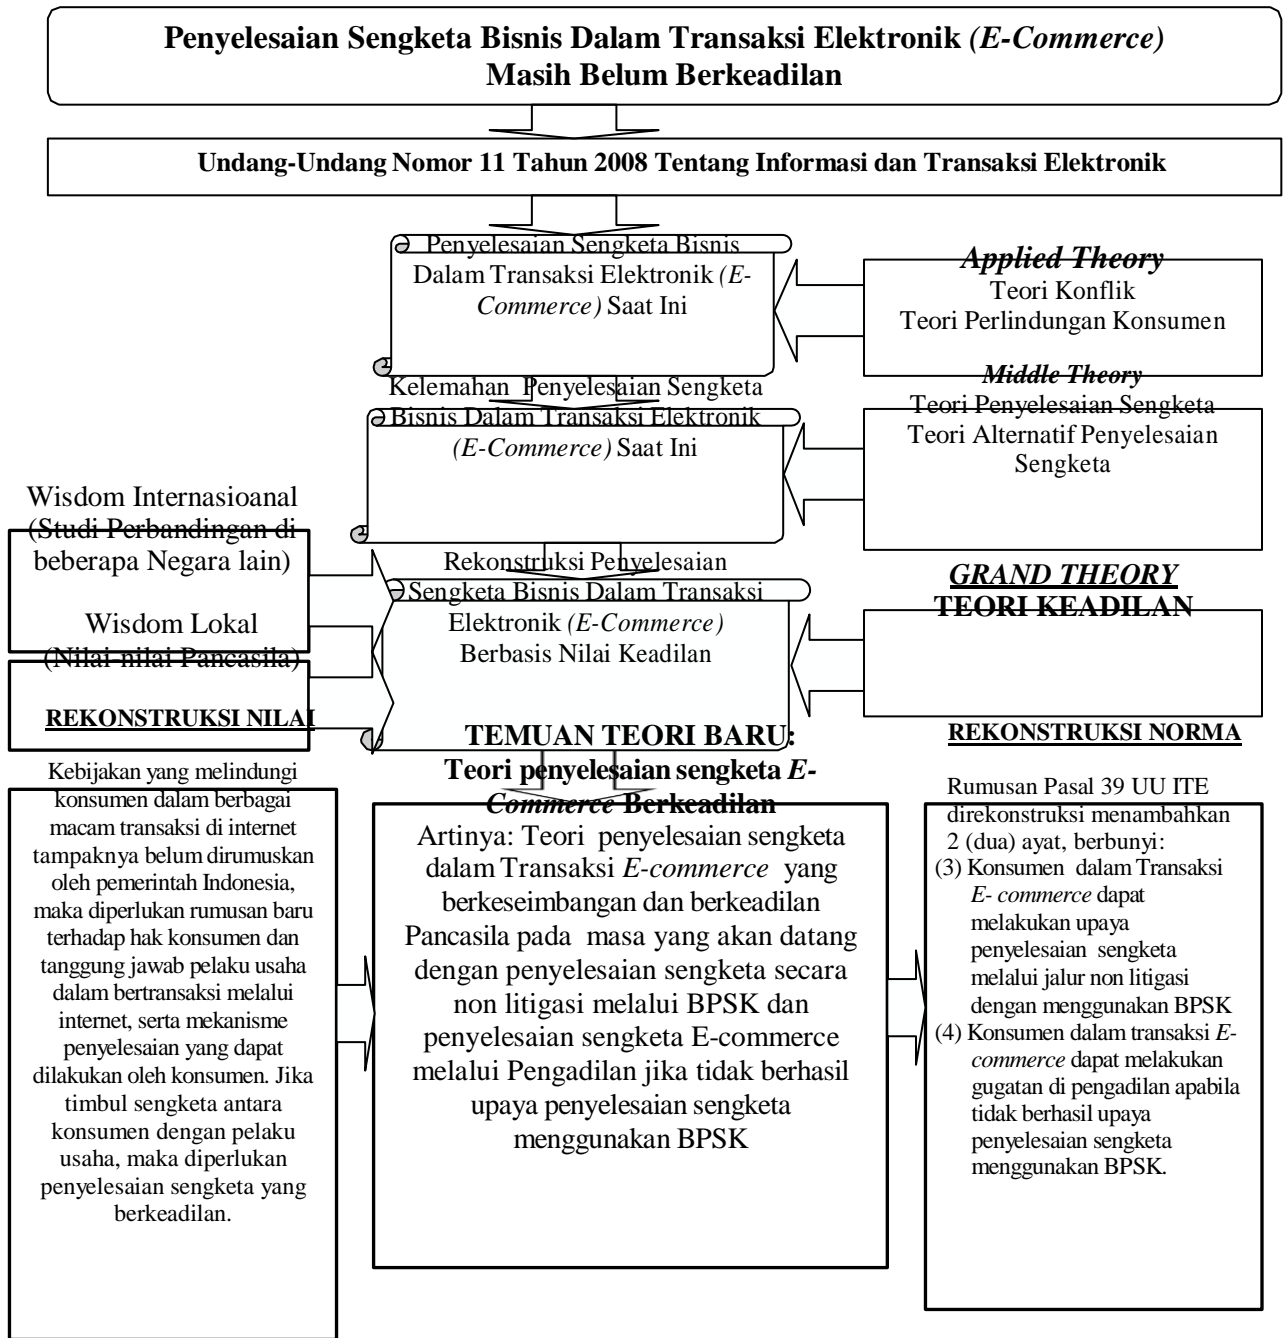 Penyelesaian Sengketa Bisnis Dalam Transaksi Elektronik (E-Commerce)
Masih Belum Berkeadilan
Undang-Undang Nomor 11 Tahun 2008 Tentang Informasi dan Transaksi Elektronik
Penyelesaian Sengketa Bisnis
Dalam Transaksi Elektronik (E-
Commerce) Saat Ini
Applied Theory
Teori Konflik
Teori Perlindungan Konsumen
Kelemahan Penyelesaian Sengketa
Bisnis Dalam Transaksi Elektronik
(E-Commerce) Saat Ini
Middle Theory
Teori Penyelesaian Sengketa
Teori Alternatif Penyelesaian
Sengketa
Wisdom Internasioanal
(Studi Perbandingan di
beberapa Negara lain)
Wisdom Lokal
(Nilai-nilai Pancasila)
Rekonstruksi Penyelesaian
Sengketa Bisnis Dalam Transaksi
Elektronik (E-Commerce)
Berbasis Nilai Keadilan
GRAND THEORY
TEORI KEADILAN
REKONSTRUKSI NILAI
Kebijakan yang melindungi
konsumen dalam berbagai
macam transaksi di internet
tampaknya belum dirumuskan
oleh pemerintah Indonesia,
maka diperlukan rumusan baru
terhadap hak konsumen dan
tanggung jawab pelaku usaha
dalam bertransaksi melalui
internet, serta mekanisme
penyelesaian yang dapat
dilakukan oleh konsumen. Jika
timbul sengketa antara
konsumen dengan pelaku
usaha, maka diperlukan
penyelesaian sengketa yang
berkeadilan.
TEMUAN TEORI BARU:
Teori penyelesaian sengketa E-
Commerce Berkeadilan
Artinya: Teori penyelesaian sengketa
dalam Transaksi E-commerce yang
berkeseimbangan dan berkeadilan
Pancasila pada masa yang akan datang
dengan penyelesaian sengketa secara
non litigasi melalui BPSK dan
penyelesaian sengketa E-commerce
melalui Pengadilan jika tidak berhasil
upaya penyelesaian sengketa
menggunakan BPSK
REKONSTRUKSI NORMA
Rumusan Pasal 39 UU ITE
direkonstruksi menambahkan
2 (dua) ayat, berbunyi:
(3) Konsumen dalam Transaksi
E- commerce dapat
melakukan upaya
penyelesaian sengketa
melalui jalur non litigasi
dengan menggunakan BPSK
(4) Konsumen dalam transaksi E-
commerce dapat melakukan
gugatan di pengadilan apabila
tidak berhasil upaya
penyelesaian sengketa
menggunakan BPSK.